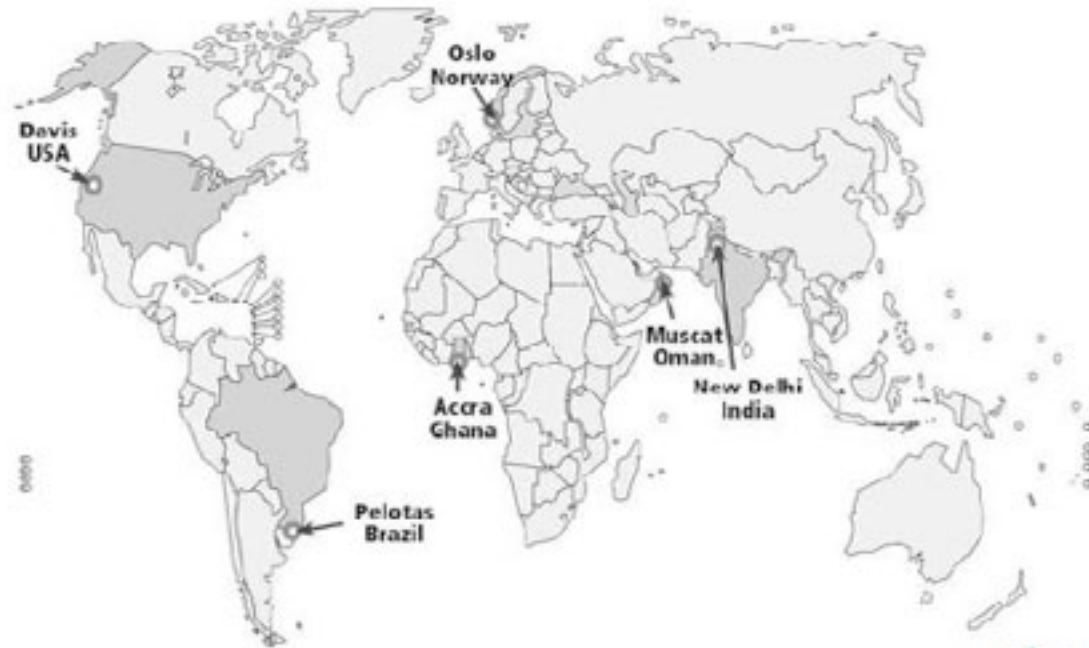 Oslo
Norway
Davis
USA
Muscat
Oman
New Delhi
India
Accra
Ghana
Pelotas
Brazil